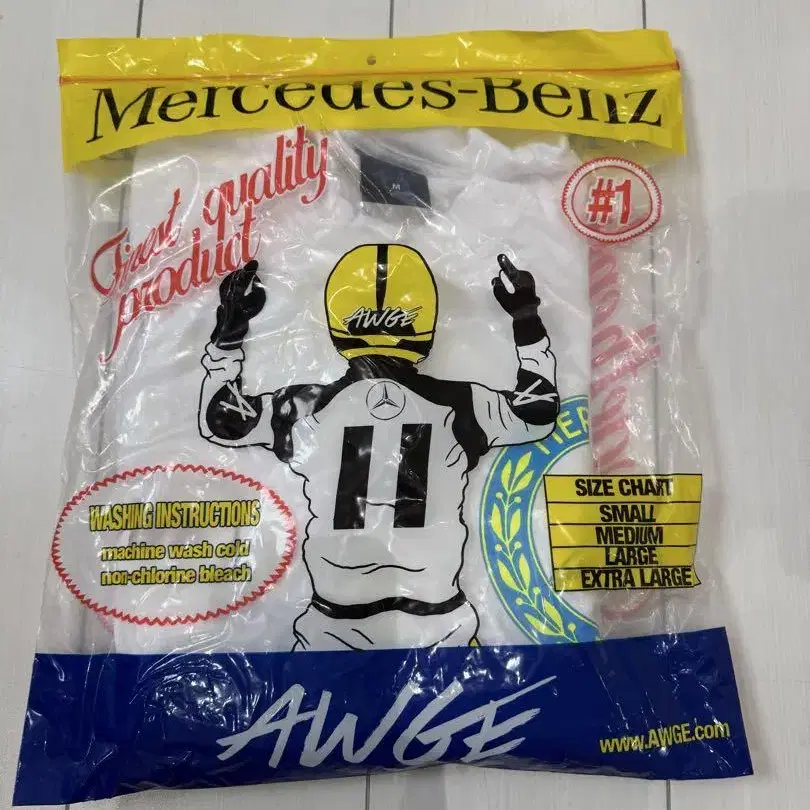 Mercedes-Benz
Finest quality
product
M
#1
AWGE
11
MER
WASHING INSTRUCTIONS
machine wash cold
non-chlorine bleach
SIZE CHART
SMALL
MEDIUM
LARGE
EXTRA LARGE
AWGE
www.AWGE.com